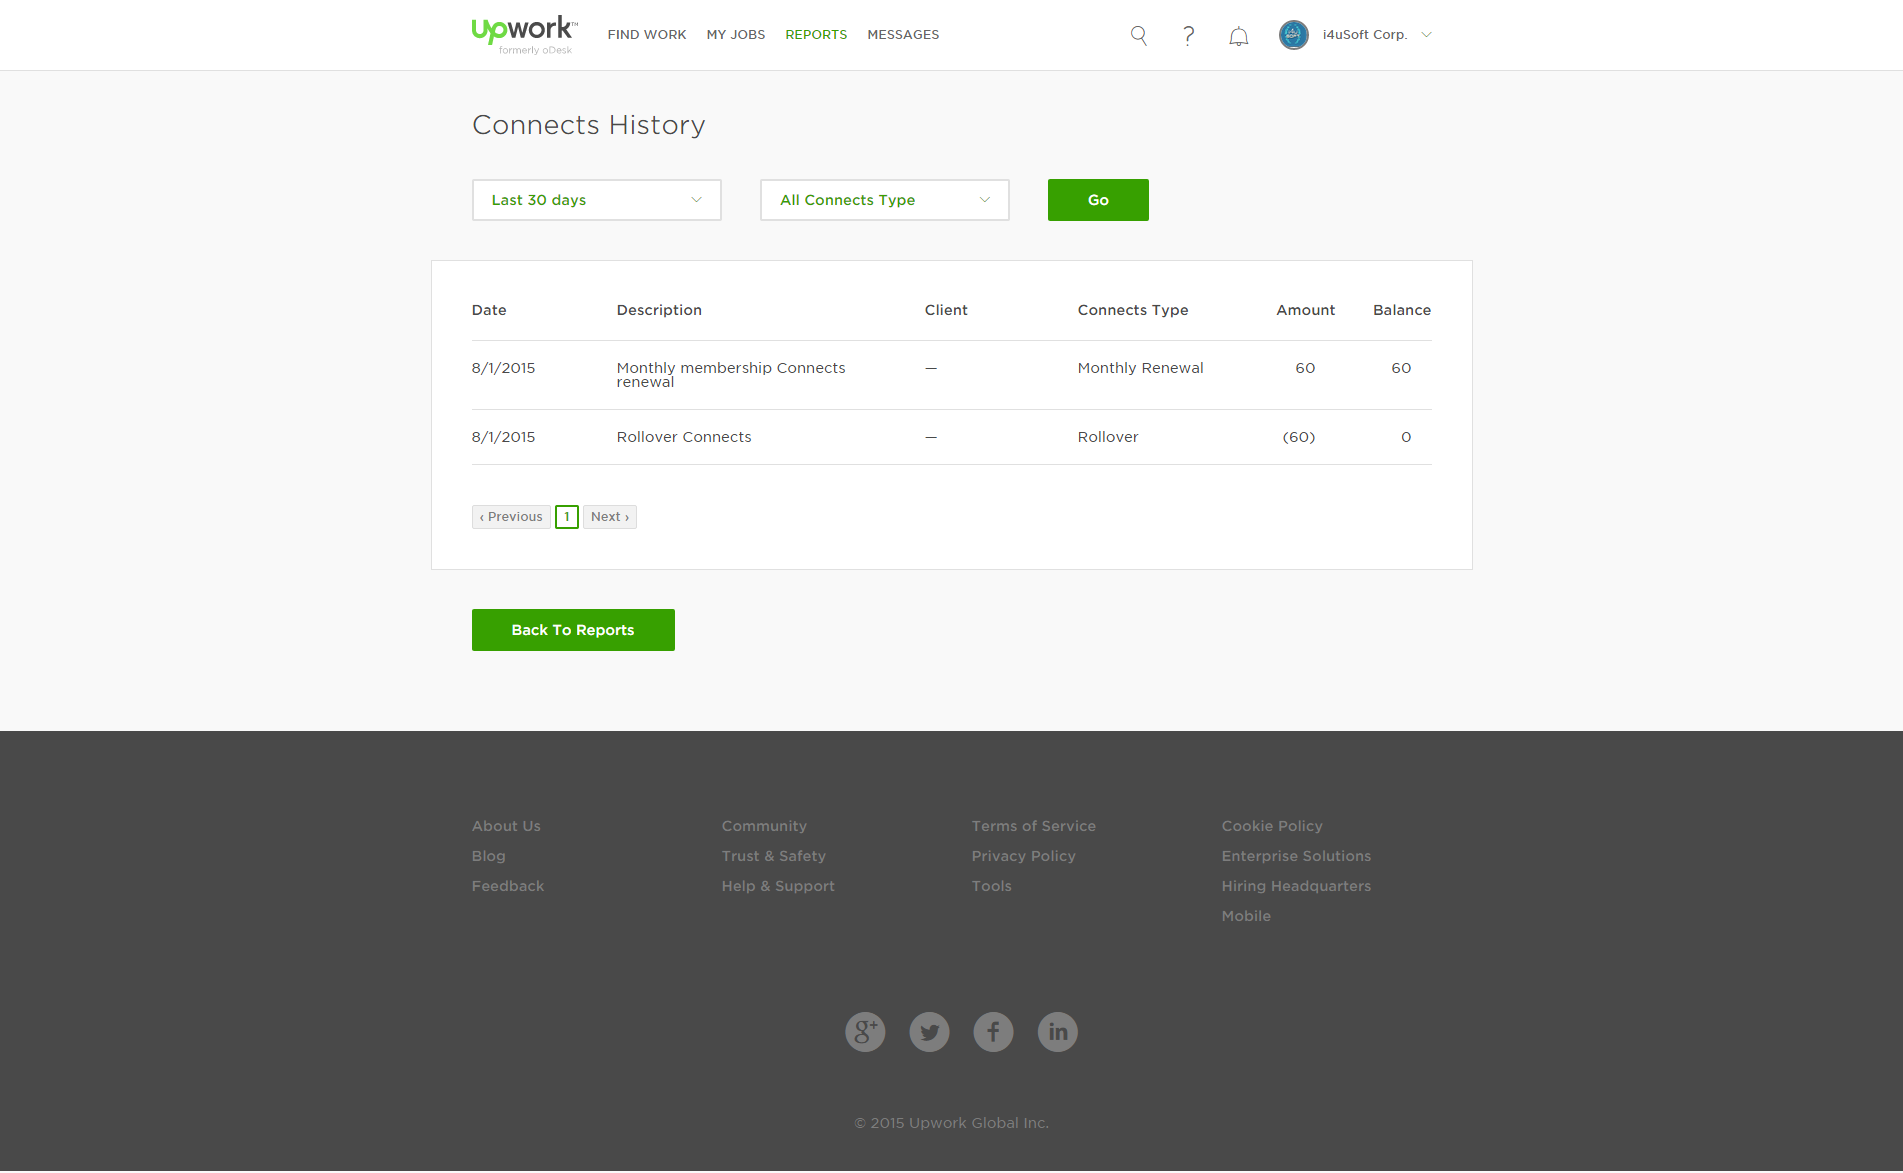 upwork™
formerly oDesk
FIND WORK MY JOBS REPORTS MESSAGES
i4uSoft Corp.
Connects History
Last 30 days All Connects Type Go
Date Description Client Connects Type Amount Balance
8/1/2015 Monthly membership Connects — Monthly Renewal 60 60
renewal
8/1/2015 Rollover Connects — Rollover (60) 0
‹ Previous 1 Next ›
Back To Reports
About Us Community Terms of Service Cookie Policy
Blog Trust & Safety Privacy Policy Enterprise Solutions
Feedback Help & Support Tools Hiring Headquarters
Mobile
g+ f in
© 2015 Upwork Global Inc.